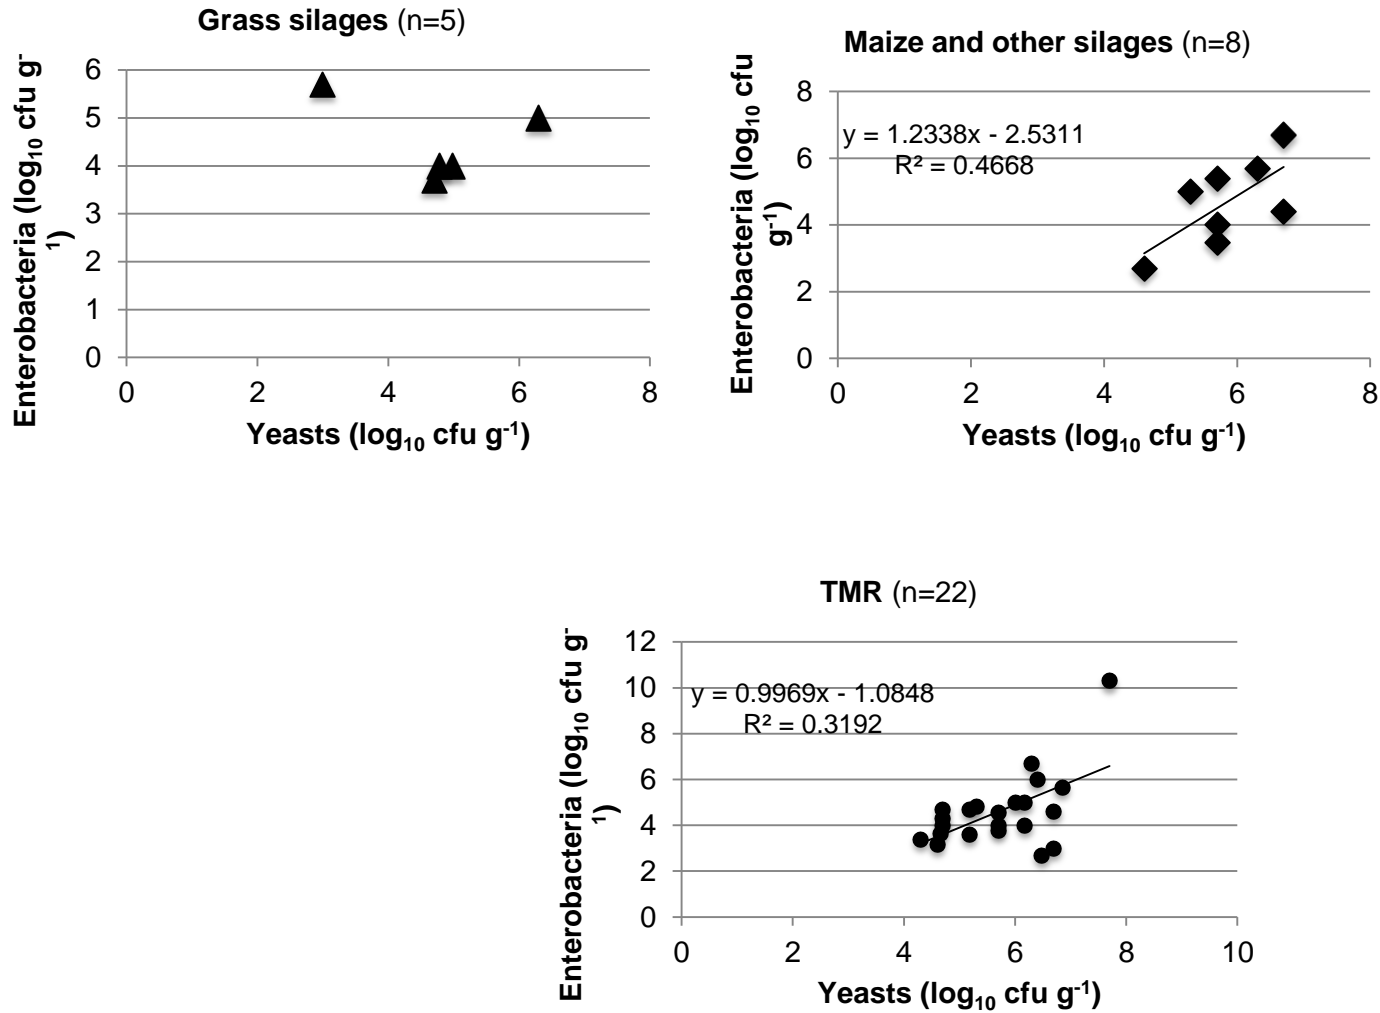 Grass silages (n=5)
Enterobacteria (log₁₀ cfu g⁻
¹)
6
5
4
3
2
1
0
0 2 4 6 8
Yeasts (log₁₀ cfu g⁻¹)
Maize and other silages (n=8)
Enterobacteria (log₁₀ cfu
g⁻¹)
8
6
4
2
0
y = 1.2338x - 2.5311
R² = 0.4668
0 2 4 6 8
Yeasts (log₁₀ cfu g⁻¹)
TMR (n=22)
Enterobacteria (log₁₀ cfu g⁻
¹)
12
10
8
6
4
2
0
y = 0.9969x - 1.0848
R² = 0.3192
0 2 4 6 8 10
Yeasts (log₁₀ cfu g⁻¹)